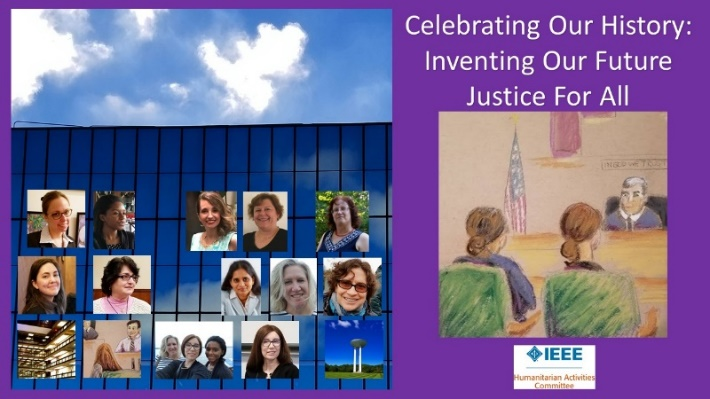 Celebrating Our History:
Inventing Our Future
Justice For All
IEEE
Humanitarian Activities
Committee